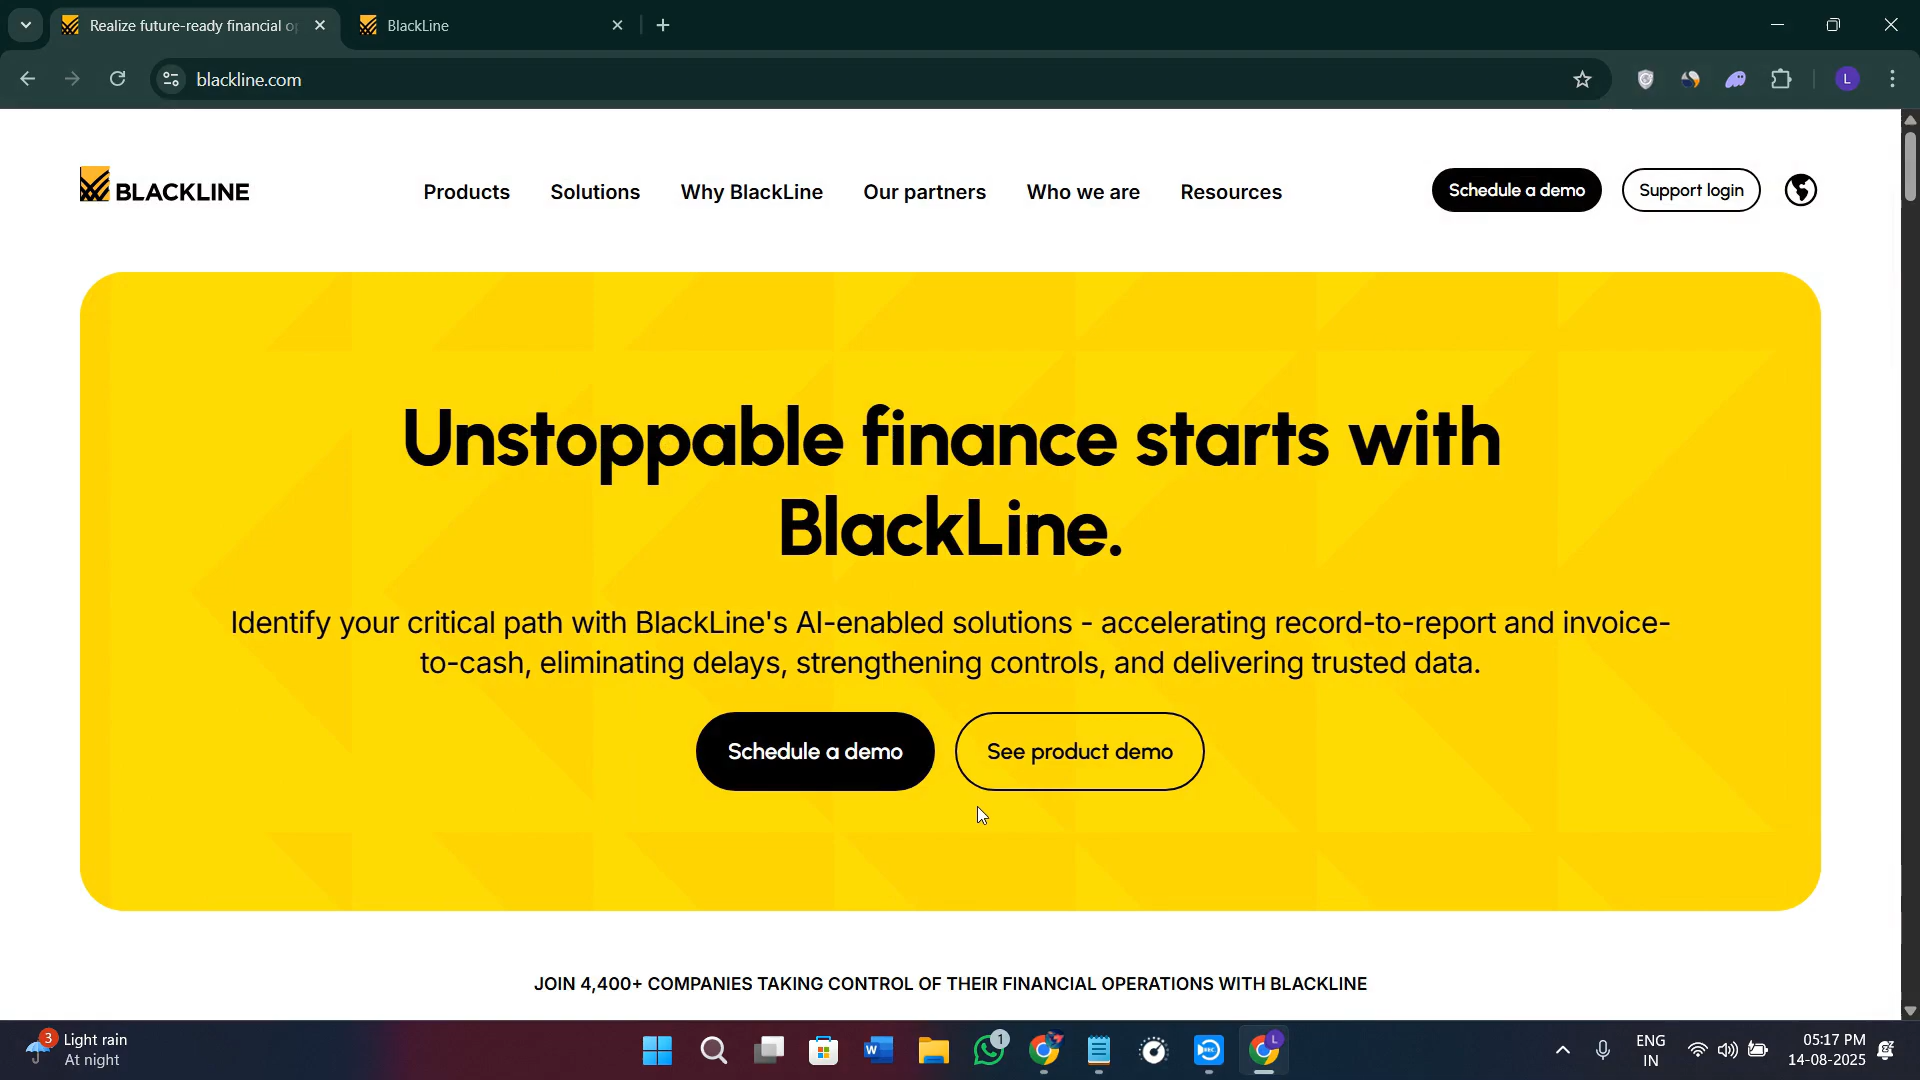 Realize future-ready financial op
BlackLine
blackline.com
L
BLACKLINE
Products
Solutions
Why BlackLine
Our partners
Who we are
Resources
Schedule a demo
Support login
Unstoppable finance starts with
BlackLine.
Identify your critical path with BlackLine's AI-enabled solutions - accelerating record-to-report and invoice-
to-cash, eliminating delays, strengthening controls, and delivering trusted data.
Schedule a demo
See product demo
JOIN 4,400+ COMPANIES TAKING CONTROL OF THEIR FINANCIAL OPERATIONS WITH BLACKLINE
3
Light rain
At night
W
1
REC
L
ENG
IN
05:17 PM
14-08-2025